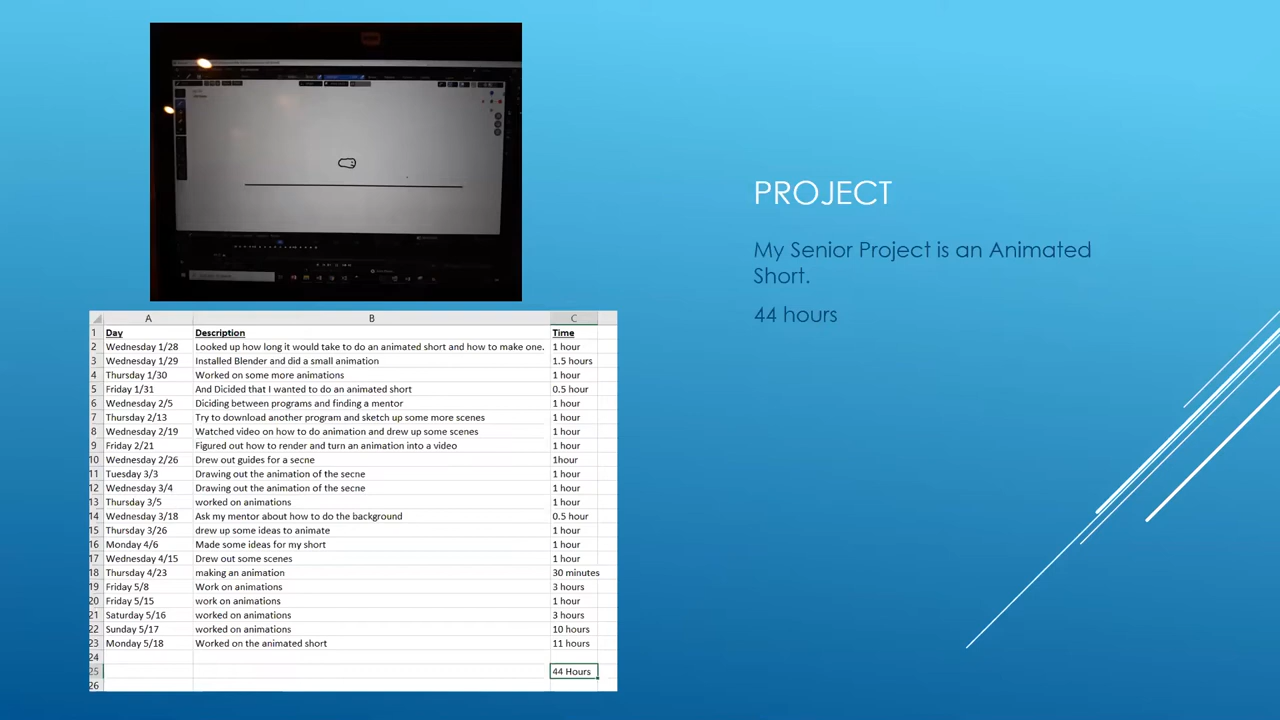 PROJECT
My Senior Project is an Animated
Short.
44 hours
A B C
1 Day Description Time
2 Wednesday 1/28 Looked up how long it would take to do an animated short and how to make one. 1 hour
3 Wednesday 1/29 Installed Blender and did a small animation 1.5 hours
4 Thursday 1/30 Worked on some more animations 1 hour
5 Friday 1/31 And Dicided that I wanted to do an animated short 0.5 hour
6 Wednesday 2/5 Diciding between programs and finding a mentor 1 hour
7 Thursday 2/13 Try to download another program and sketch up some more scenes 1 hour
8 Wednesday 2/19 Watched video on how to do animation and drew up some scenes 1 hour
9 Friday 2/21 Figured out how to render and turn an animation into a video 1 hour
10 Wednesday 2/26 Drew out guides for a secne 1hour
11 Tuesday 3/3 Drawing out the animation of the secne 1 hour
12 Wednesday 3/4 Drawing out the animation of the secne 1 hour
13 Thursday 3/5 worked on animations 1 hour
14 Wednesday 3/18 Ask my mentor about how to do the background 0.5 hour
15 Thursday 3/26 drew up some ideas to animate 1 hour
16 Monday 4/6 Made some ideas for my short 1 hour
17 Wednesday 4/15 Drew out some scenes 1 hour
18 Thursday 4/23 making an animation 30 minutes
19 Friday 5/8 Work on animations 3 hours
20 Friday 5/15 work on animations 1 hour
21 Saturday 5/16 worked on animations 3 hours
22 Sunday 5/17 worked on animations 10 hours
23 Monday 5/18 Worked on the animated short 11 hours
24
25 44 Hours
26